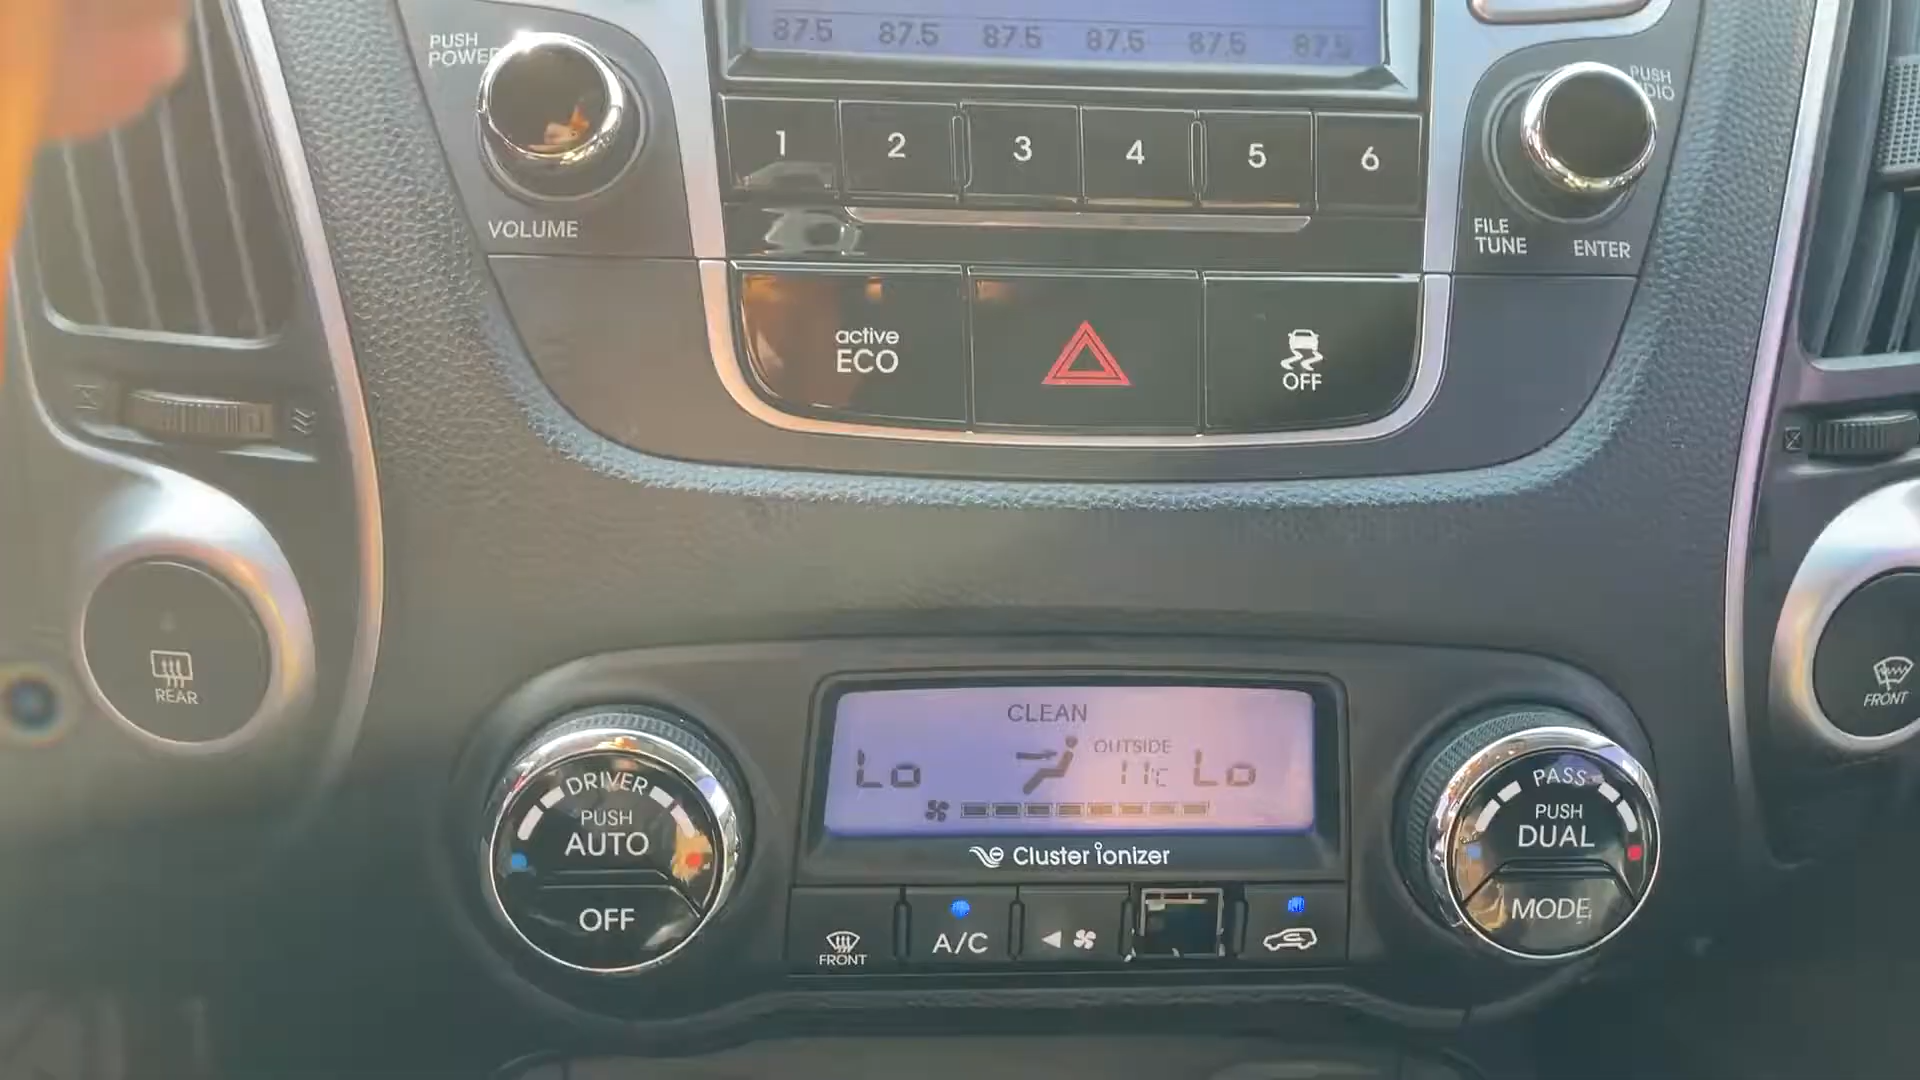 PUSH
POWER
87.5 87.5 87.5 87.5 87.5 87.5
PUSH
1 2 3 4 5 6
VOLUME
FILE
TUNE
ENTER
active
ECO
OFF
REAR
FRONT
CLEAN
OUTSIDE
Lo 11°C Lo
Cluster ionizer
DRIVER
PUSH
AUTO
OFF
PASS
PUSH
DUAL
MODE
FRONT
A/C